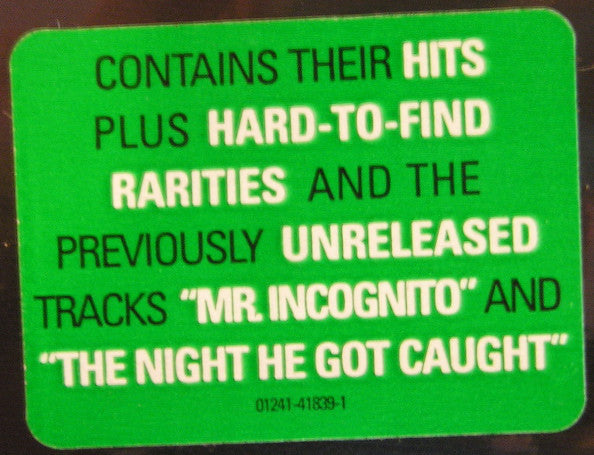 CONTAINS THEIR HITS
PLUS HARD-TO-FIND
RARITIES AND THE
PREVIOUSLY UNRELEASED
TRACKS "MR. INCOGNITO" AND
"THE NIGHT HE GOT CAUGHT"
01241-41839-1